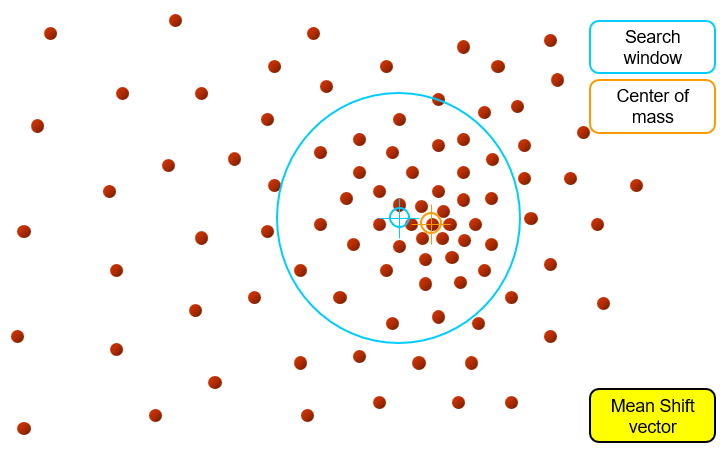 Search
window
Center of
mass
Mean Shift
vector